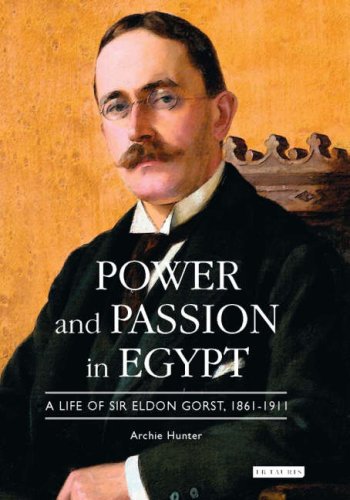 POWER
and PASSION
in EGYPT
A LIFE OF SIR ELDON GORST, 1861-1911
Archie Hunter
I.B.TAURIS